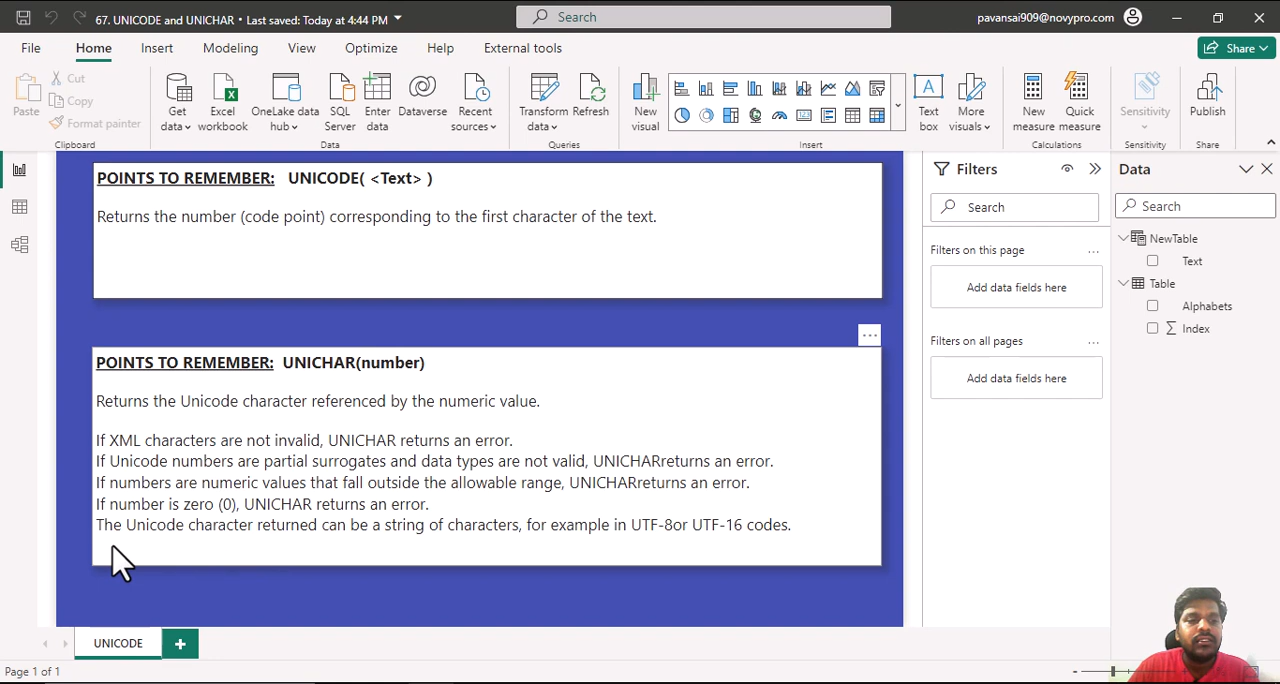 67. UNICODE and UNICHAR • Last saved: Today at 4:44 PM
Search
pavansai909@novypro.com
File Home Insert Modeling View Optimize Help External tools
Share
Paste
Cut
Copy
Format painter
Get data
Excel workbook
OneLake data hub
SQL Server
Enter data
Dataverse
Recent sources
Transform data
Refresh
New visual
Text box
More visuals
New measure
Quick measure
Sensitivity
Publish
Clipboard Data Queries Insert Calculations Sensitivity Share
POINTS TO REMEMBER: UNICODE( <Text> )
Returns the number (code point) corresponding to the first character of the text.
...
POINTS TO REMEMBER: UNICHAR(number)
Returns the Unicode character referenced by the numeric value.
If XML characters are not invalid, UNICHAR returns an error.
If Unicode numbers are partial surrogates and data types are not valid, UNICHARreturns an error.
If numbers are numeric values that fall outside the allowable range, UNICHARreturns an error.
If number is zero (0), UNICHAR returns an error.
The Unicode character returned can be a string of characters, for example in UTF-8or UTF-16 codes.
Filters
Search
Filters on this page ...
Add data fields here
Filters on all pages ...
Add data fields here
Data
Search
NewTable
Text
Table
Alphabets
Index
UNICODE
Page 1 of 1